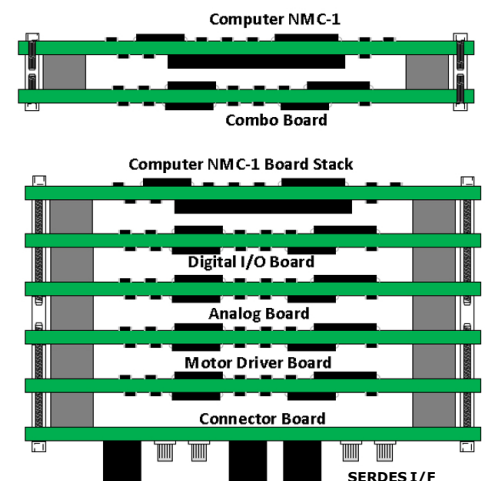 Computer NMC-1
Combo Board
Computer NMC-1 Board Stack
Digital I/O Board
Analog Board
Motor Driver Board
Connector Board
SERDES I/F